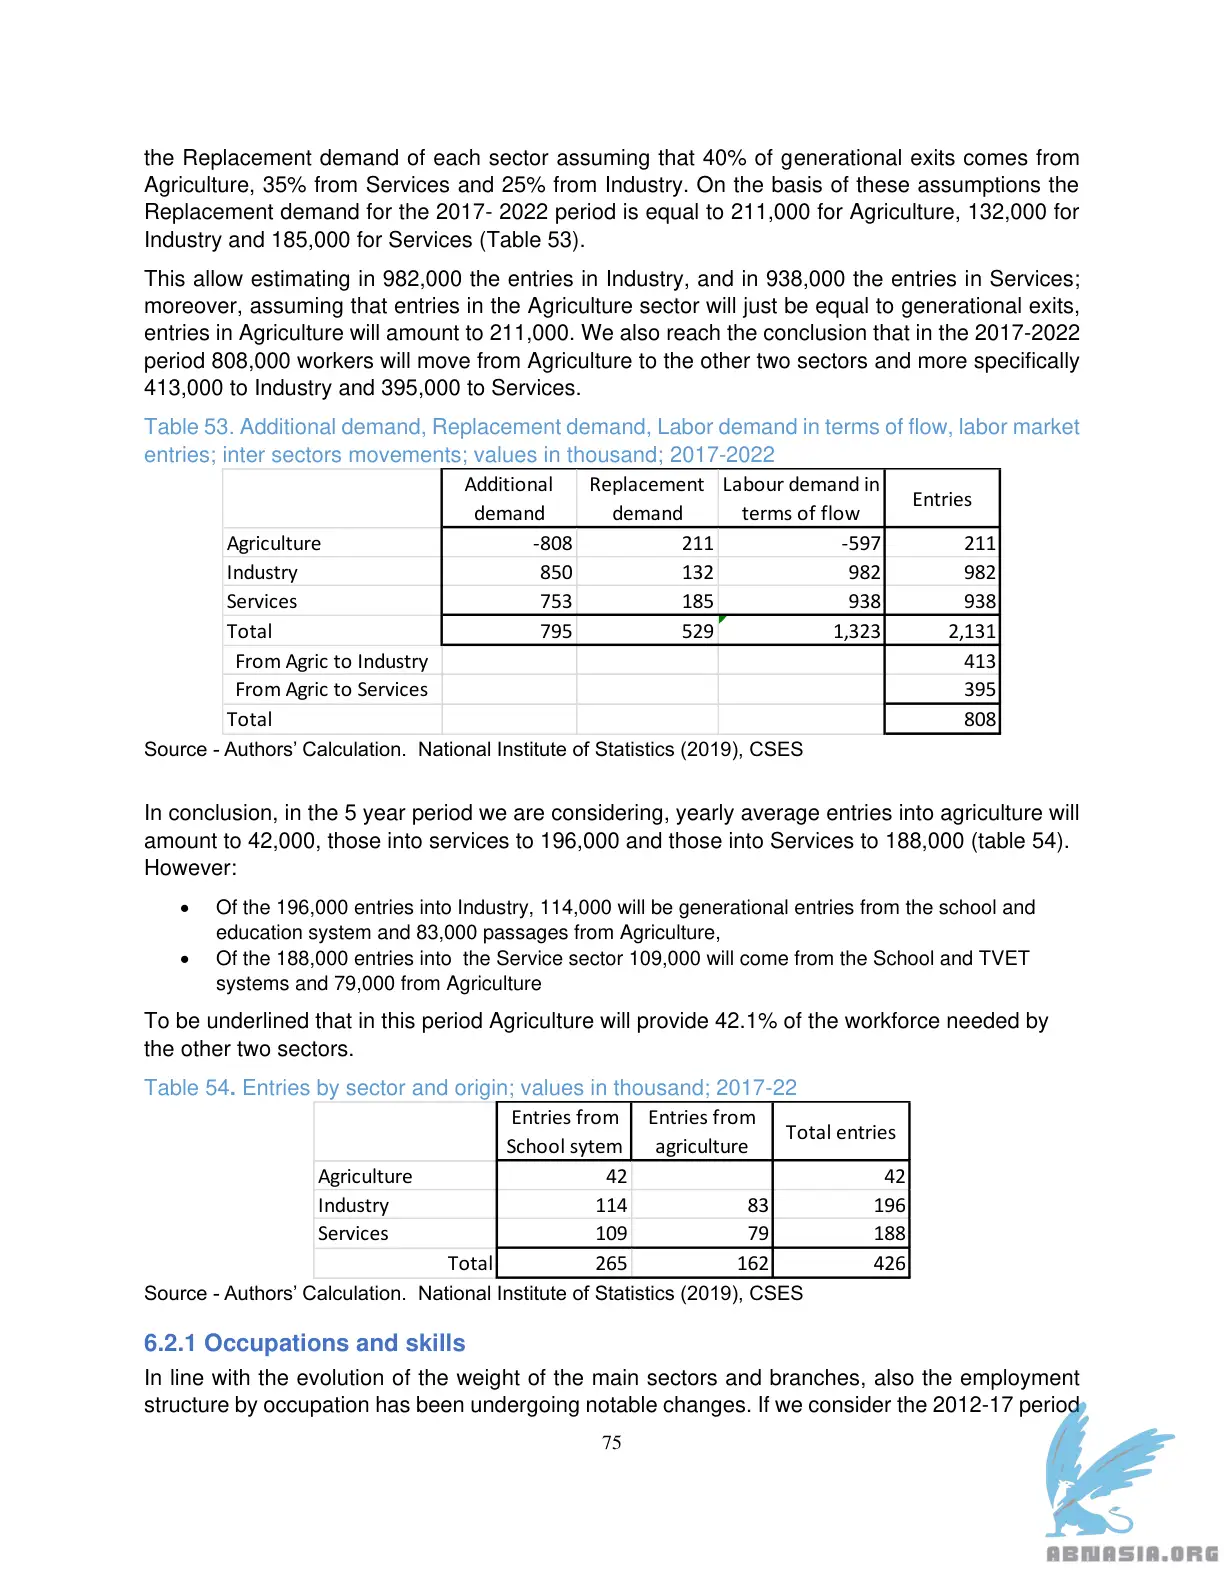 the Replacement demand of each sector assuming that 40% of generational exits comes from
Agriculture, 35% from Services and 25% from Industry. On the basis of these assumptions the
Replacement demand for the 2017- 2022 period is equal to 211,000 for Agriculture, 132,000 for
Industry and 185,000 for Services (Table 53).
This allow estimating in 982,000 the entries in Industry, and in 938,000 the entries in Services;
moreover, assuming that entries in the Agriculture sector will just be equal to generational exits,
entries in Agriculture will amount to 211,000. We also reach the conclusion that in the 2017-2022
period 808,000 workers will move from Agriculture to the other two sectors and more specifically
413,000 to Industry and 395,000 to Services.
Table 53. Additional demand, Replacement demand, Labor demand in terms of flow, labor market
entries; inter sectors movements; values in thousand; 2017-2022
Additional demand Replacement demand Labour demand in terms of flow Entries
Agriculture -808 211 -597 211
Industry 850 132 982 982
Services 753 185 938 938
Total 795 529 1,323 2,131
From Agric to Industry 413
From Agric to Services 395
Total 808
Source - Authors' Calculation.  National Institute of Statistics (2019), CSES
In conclusion, in the 5 year period we are considering, yearly average entries into agriculture will
amount to 42,000, those into services to 196,000 and those into Services to 188,000 (table 54).
However:
• Of the 196,000 entries into Industry, 114,000 will be generational entries from the school and
education system and 83,000 passages from Agriculture,
• Of the 188,000 entries into  the Service sector 109,000 will come from the School and TVET
systems and 79,000 from Agriculture
To be underlined that in this period Agriculture will provide 42.1% of the workforce needed by
the other two sectors.
Table 54. Entries by sector and origin; values in thousand; 2017-22
Entries from School sytem Entries from agriculture Total entries
Agriculture 42 42
Industry 114 83 196
Services 109 79 188
Total 265 162 426
Source - Authors' Calculation.  National Institute of Statistics (2019), CSES
6.2.1 Occupations and skills
In line with the evolution of the weight of the main sectors and branches, also the employment
structure by occupation has been undergoing notable changes. If we consider the 2012-17 period
75
ABNASIA.ORG